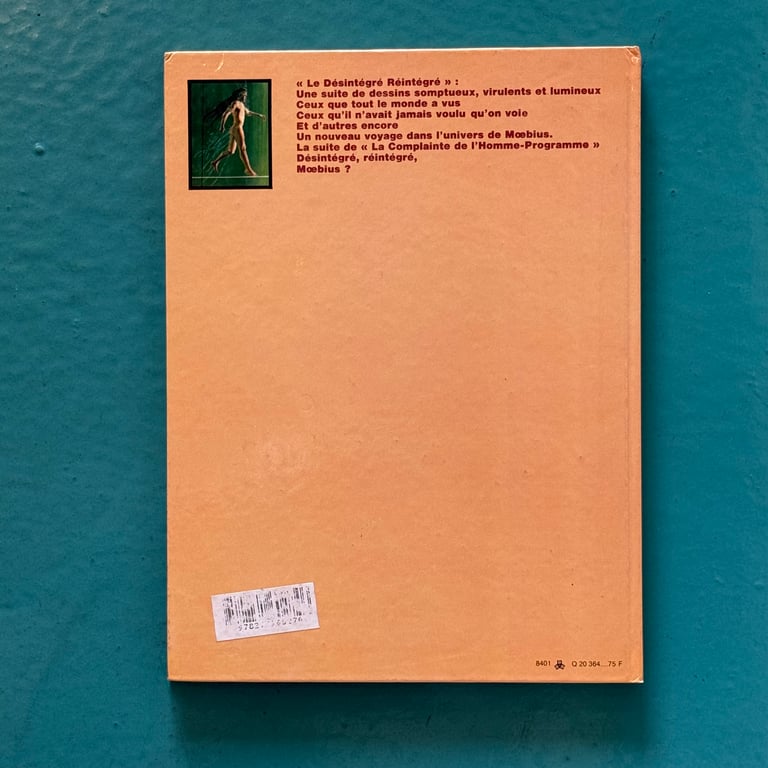 « Le Désintégré Réintégré » :
Une suite de dessins somptueux, virulents et lumineux
Ceux que tout le monde a vus
Ceux qu'il n'avait jamais voulu qu'on voie
Et d'autres encore
Un nouveau voyage dans l'univers de Mœbius.
La suite de « La Complainte de l'Homme-Programme »
Désintégré, réintégré,
Mœbius ?
8401 Q 20 364....75 F